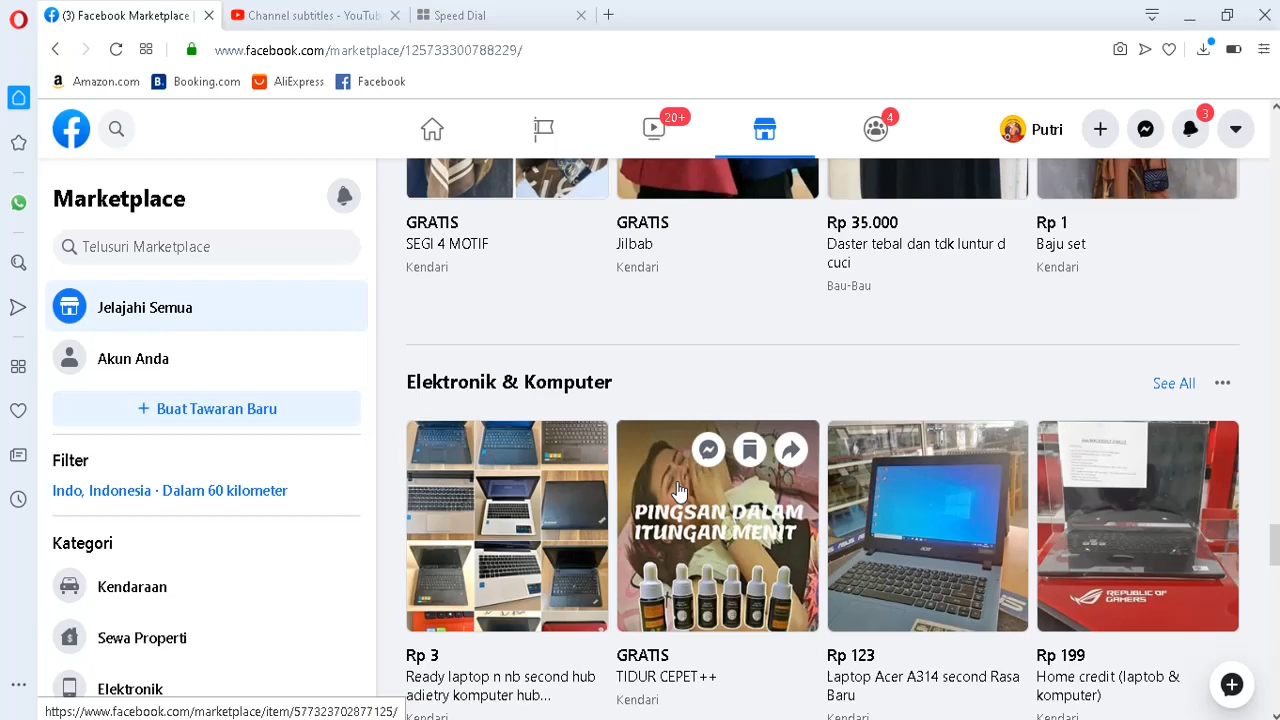 (3) Facebook Marketplace |
Channel subtitles - YouTub
Speed Dial
www.facebook.com/marketplace/125733300788229/
Amazon.com
Booking.com
AliExpress
Facebook
20+
4
Putri
3
Marketplace
Telusuri Marketplace
Jelajahi Semua
Akun Anda
+ Buat Tawaran Baru
Filter
Indo, Indonesia · Dalam 60 kilometer
Kategori
Kendaraan
Sewa Properti
Elektronik
https://www.facebook.com/marketplace/item/577323702877125/
GRATIS
SEGI 4 MOTIF
Kendari
GRATIS
Jilbab
Kendari
Rp 35.000
Daster tebal dan tdk luntur d
cuci
Bau-Bau
Rp 1
Baju set
Kendari
Elektronik & Komputer
See All
PINGSAN DALAM
ITUNGAN MENIT
acer
REPUBLIC OF
GAMERS
Rp 3
Ready laptop n nb second hub
adietry komputer hub...
Kendari
GRATIS
TIDUR CEPET++
Kendari
Rp 123
Laptop Acer A314 second Rasa
Baru
Kendari
Rp 199
Home credit (laptob &
komputer)
Kendari